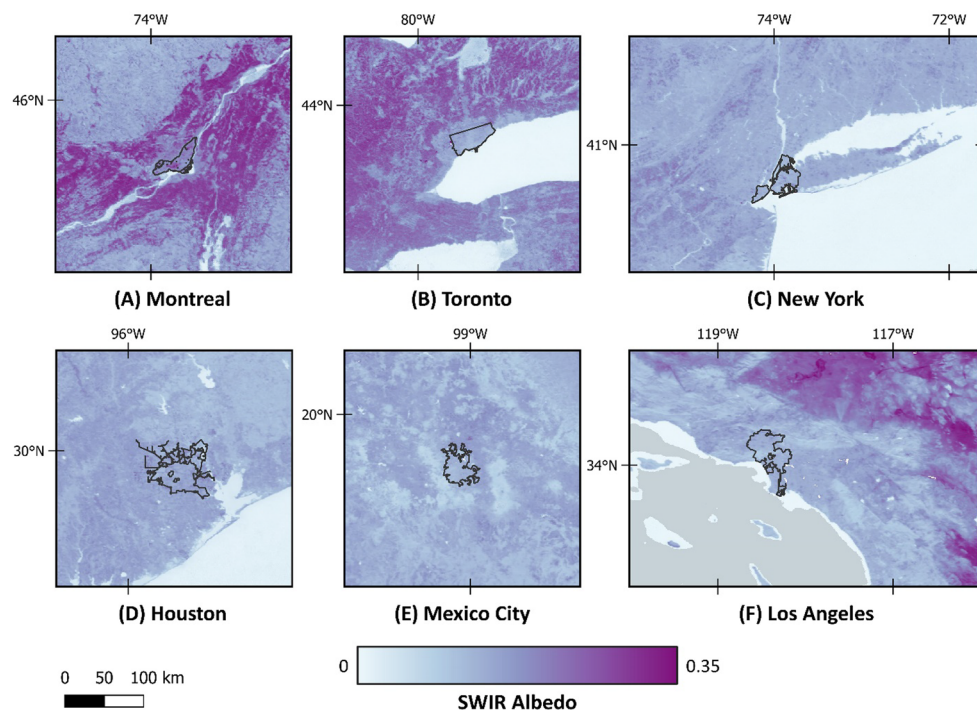 74°W
80°W
74°W
72°W
46°N
44°N
41°N
(A) Montreal
(B) Toronto
(C) New York
96°W
99°W
119°W
117°W
30°N
20°N
34°N
(D) Houston
(E) Mexico City
(F) Los Angeles
0
0.35
0 50 100 km
SWIR Albedo